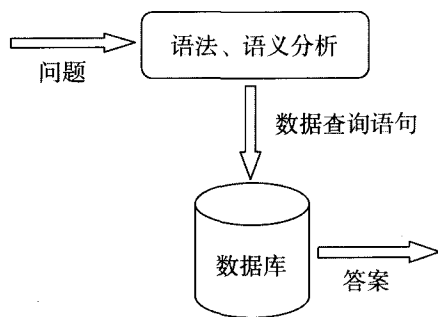 语法、语义分析
问题
数据查询语句
数据库
答案